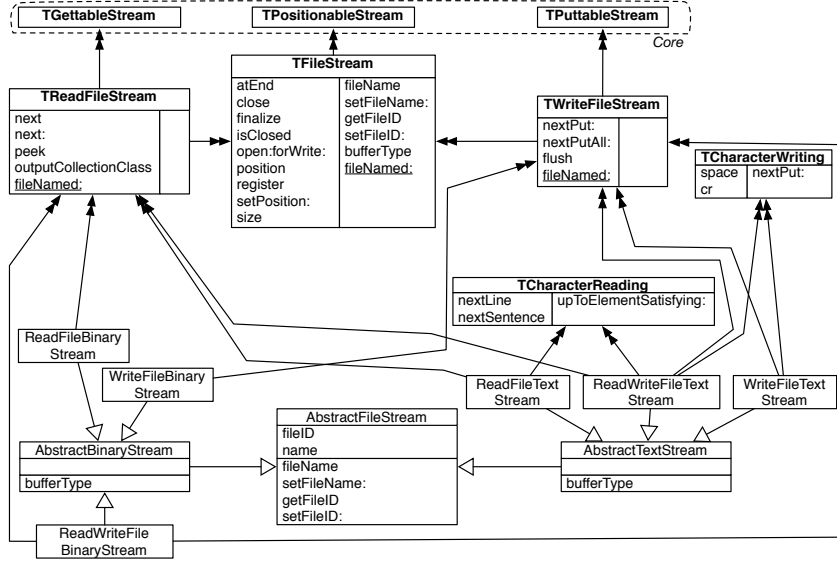 TGettableStream
TPositionableStream
TPuttableStream
Core
TFileStream
atEnd
close
finalize
isClosed
open:forWrite:
position
register
setPosition:
size
fileName
setFileName:
getFileID
setFileID:
bufferType
fileNamed:
TReadFileStream
next
next:
peek
outputCollectionClass
fileNamed:
TWriteFileStream
nextPut:
nextPutAll:
flush
fileNamed:
TCharacterWriting
space
cr
nextPut:
TCharacterReading
nextLine
nextSentence
upToElementSatisfying:
ReadFileBinary
Stream
WriteFileBinary
Stream
ReadFileText
Stream
ReadWriteFileText
Stream
WriteFileText
Stream
AbstractBinaryStream
bufferType
AbstractFileStream
fileID
name
fileName
setFileName:
getFileID
setFileID:
AbstractTextStream
bufferType
ReadWriteFile
BinaryStream